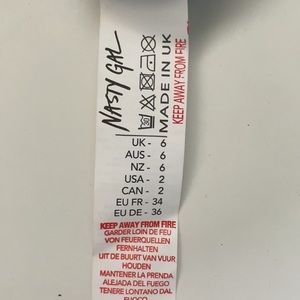 NASTY GAL
30
MADE IN UK
KEEP AWAY FROM FIRE
UK - 6
AUS - 6
NZ - 6
USA - 2
CAN - 2
EU FR - 34
EU DE - 36
KEEP AWAY FROM FIRE
GARDER LOIN DE FEU
VON FEUERQUELLEN
FERNHALTEN
UIT DE BUURT VAN VUUR
HOUDEN
MANTENER LA PRENDA
ALEJADA DEL FUEGO
TENERE LONTANO DAL
FUOCO